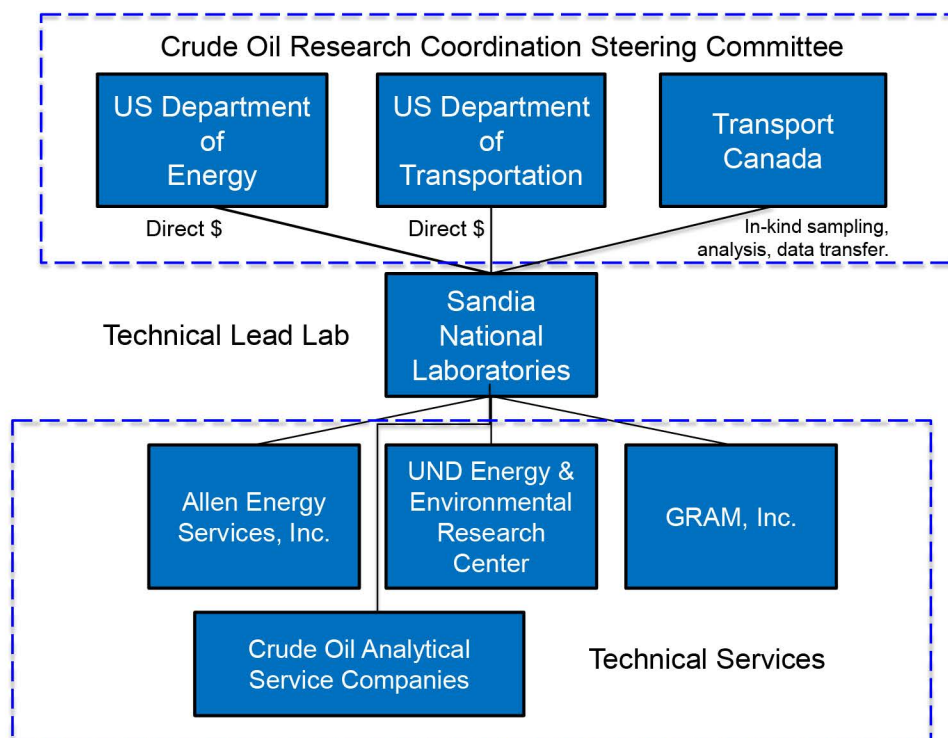 Crude Oil Research Coordination Steering Committee
US Department
of
Energy
US Department
of
Transportation
Transport
Canada
Direct $
Direct $
In-kind sampling,
analysis, data transfer.
Technical Lead Lab
Sandia
National
Laboratories
Allen Energy
Services, Inc.
UND Energy &
Environmental
Research
Center
GRAM, Inc.
Crude Oil Analytical
Service Companies
Technical Services